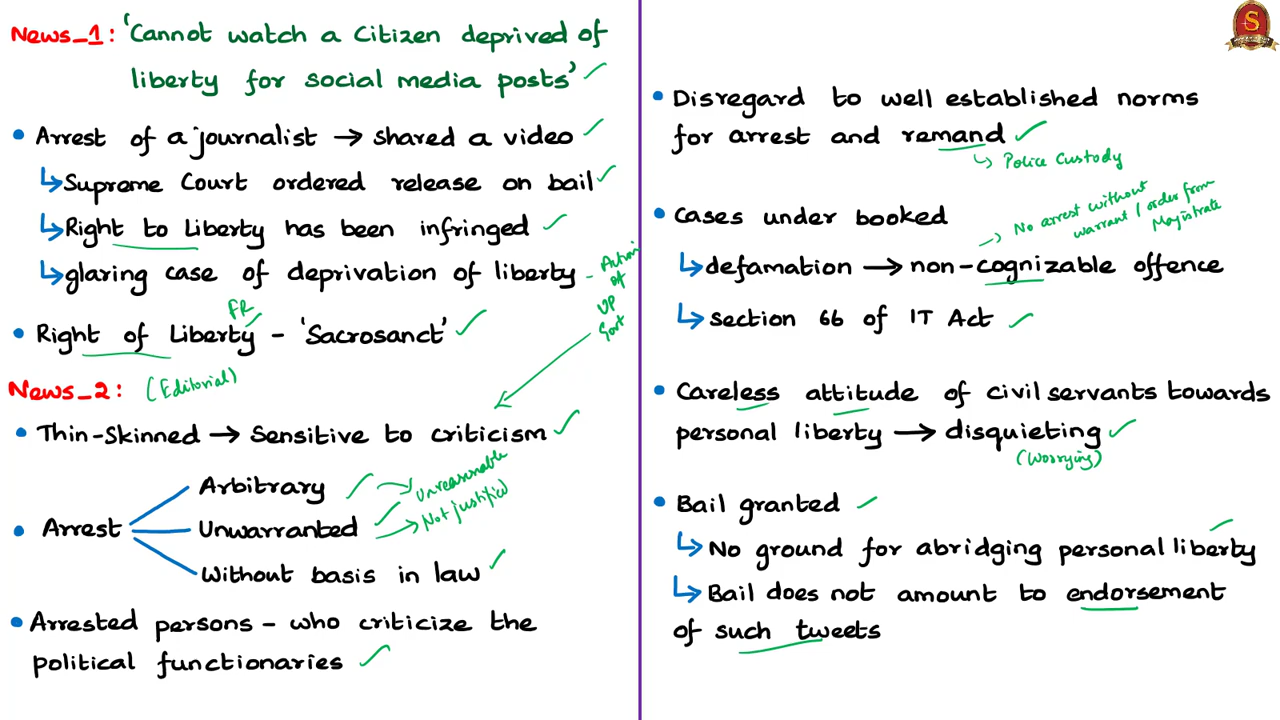 News_1: 'Cannot watch a Citizen deprived of
liberty for social media posts'
• Arrest of a journalist → shared a video
↳ Supreme Court ordered release on bail
↳ Right to Liberty has been infringed
↳ glaring case of deprivation of liberty - Action of UP Govt
FR
• Right of Liberty - 'Sacrosanct'
News_2: (Editorial)
• Thin-Skinned → Sensitive to criticism
Arbitrary → Unreasonable
• Arrest Unwarranted → Not justified
Without basis in law
• Arrested persons - who criticize the
political functionaries
S
• Disregard to well established norms
for arrest and remand
↳ Police Custody
• Cases under booked
→ No arrest without
warrant / order from
Magistrate
↳ defamation → non-cognizable offence
↳ section 66 of IT Act
• Careless attitude of civil servants towards
personal liberty → disquieting
(Worrying)
• Bail granted
↳ No ground for abridging personal liberty
↳ Bail does not amount to endorsement
of such tweets